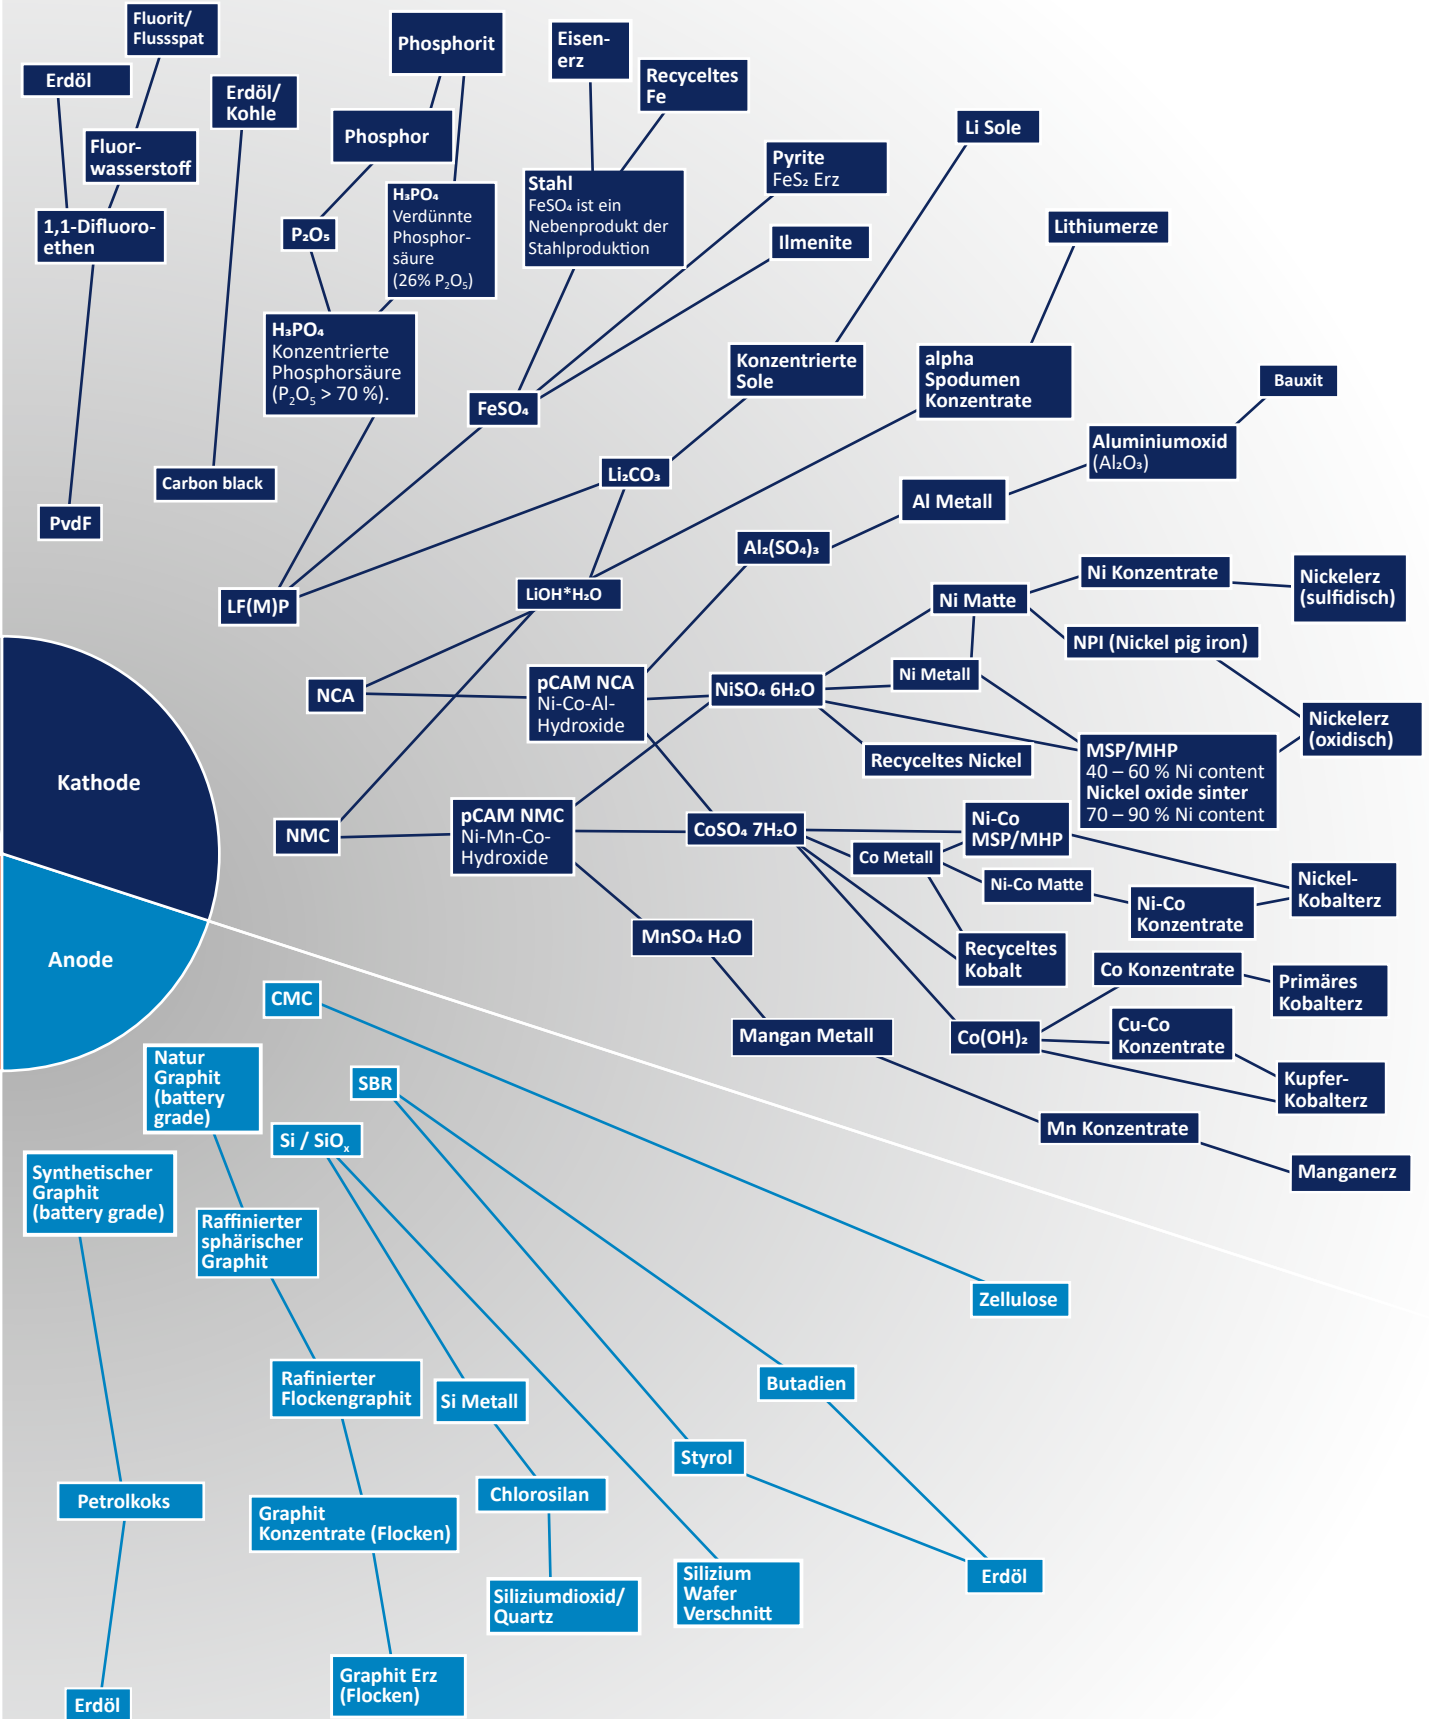 Fluorit/
Flussspat
Erdöl
Fluor-
wasserstoff
1,1-Difluoro-
ethen
PvdF
Erdöl/
Kohle
Carbon black
Phosphorit
Phosphor
P₂O₅
H₃PO₄
Verdünnte
Phosphor-
säure
(26% P₂O₅)
H₃PO₄
Konzentrierte
Phosphorsäure
(P₂O₅ > 70 %).
Eisen-
erz
Recyceltes
Fe
Stahl
FeSO₄ ist ein
Nebenprodukt der
Stahlproduktion
Pyrite
FeS₂ Erz
Ilmenite
FeSO₄
Li Sole
Lithiumerze
Konzentrierte
Sole
alpha
Spodumen
Konzentrate
Li₂CO₃
Bauxit
Aluminiumoxid
(Al₂O₃)
Al Metall
Al₂(SO₄)₃
LF(M)P
LiOH*H₂O
Ni Matte
Ni Konzentrate
Nickelerz
(sulfidisch)
NPI (Nickel pig iron)
Ni Metall
NCA
pCAM NCA
Ni-Co-Al-
Hydroxide
NiSO₄ 6H₂O
Nickelerz
(oxidisch)
Recyceltes Nickel
MSP/MHP
40 – 60 % Ni content
Nickel oxide sinter
70 – 90 % Ni content
Kathode
NMC
pCAM NMC
Ni-Mn-Co-
Hydroxide
CoSO₄ 7H₂O
Ni-Co
MSP/MHP
Co Metall
Ni-Co Matte
Ni-Co
Konzentrate
Nickel-
Kobalterz
MnSO₄ H₂O
Recyceltes
Kobalt
Co Konzentrate
Primäres
Kobalterz
Mangan Metall
Co(OH)₂
Cu-Co
Konzentrate
Kupfer-
Kobalterz
Mn Konzentrate
Manganerz
Anode
CMC
Natur
Graphit
(battery
grade)
SBR
Si / SiOₓ
Synthetischer
Graphit
(battery grade)
Raffinierter
sphärischer
Graphit
Zellulose
Rafinierter
Flockengraphit
Si Metall
Butadien
Styrol
Petrolkoks
Graphit
Konzentrate (Flocken)
Chlorosilan
Siliziumdioxid/
Quartz
Silizium
Wafer
Verschnitt
Erdöl
Graphit Erz
(Flocken)
Erdöl